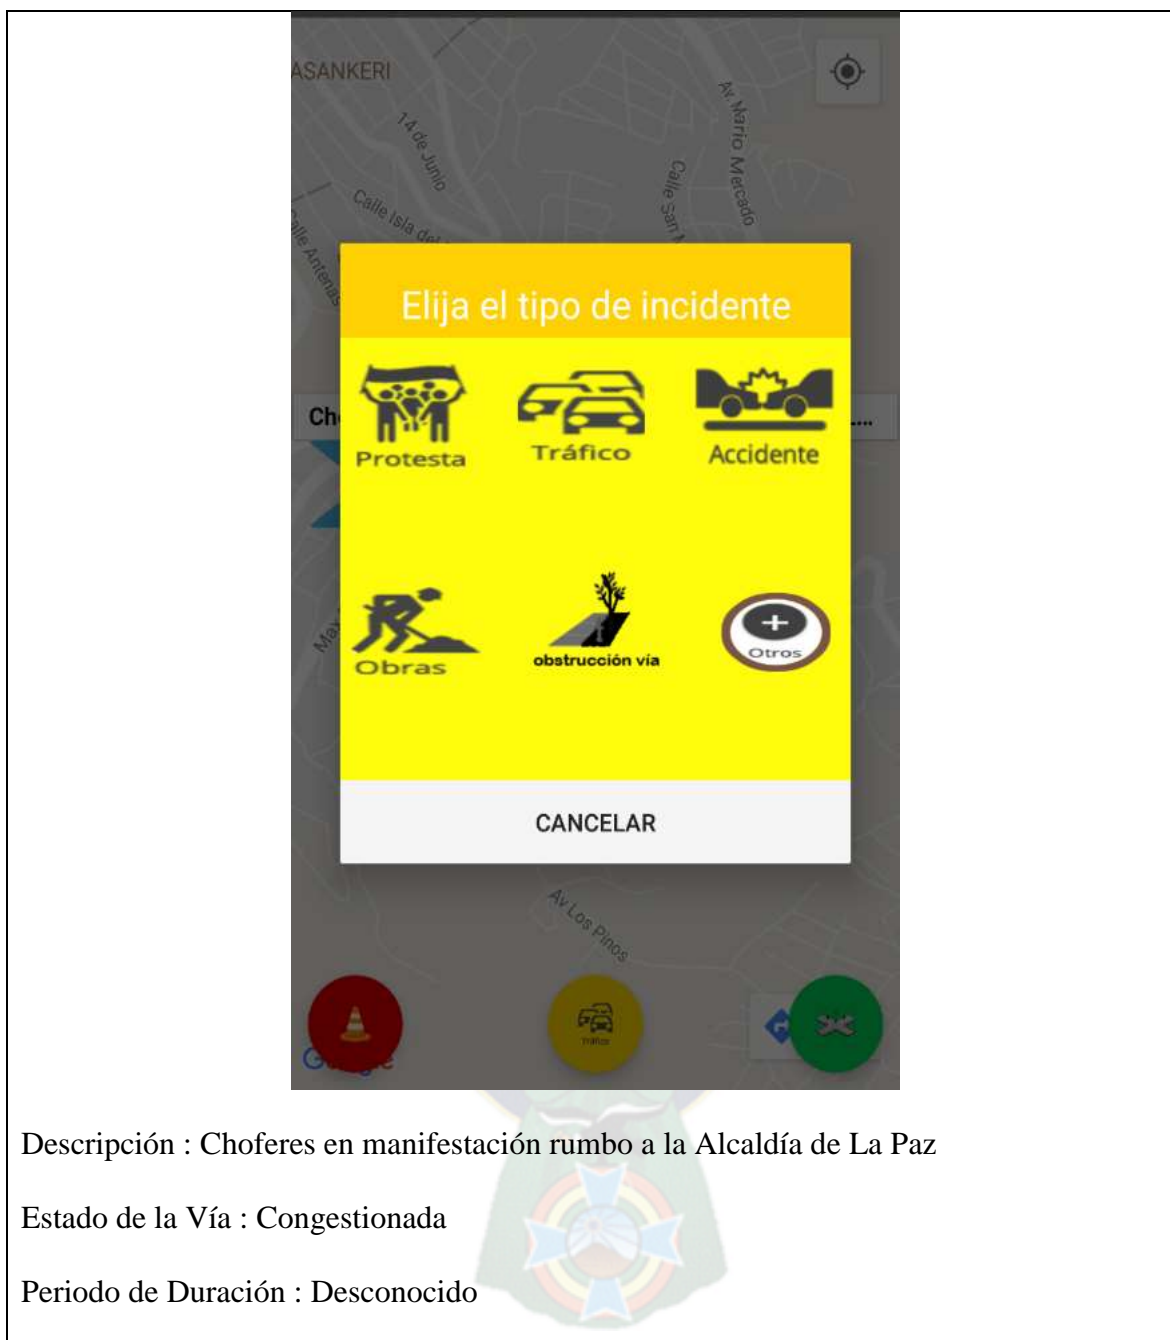 ASANKERI
14 de Junio
Av. Mario Mercado
Calle San
Calle Isla del
Calle Antenas
Elija el tipo de incidente
Protesta
Tráfico
Accidente
Obras
obstrucción vía
Otros
CANCELAR
Av Los Pinos
Tráfico
Google
Descripción : Choferes en manifestación rumbo a la Alcaldía de La Paz
Estado de la Vía : Congestionada
Periodo de Duración : Desconocido